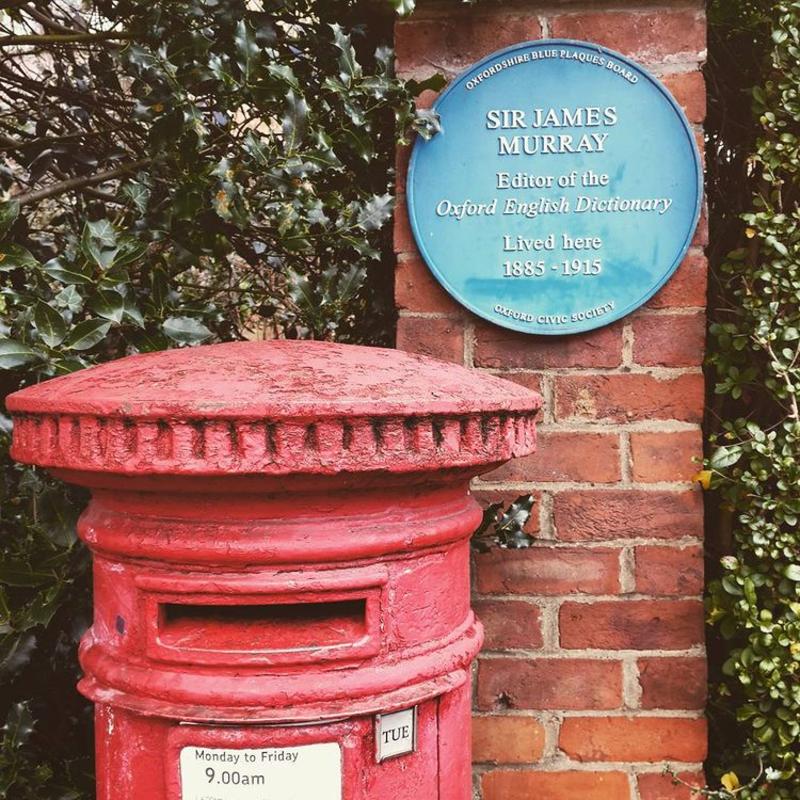 OXFORDSHIRE BLUE PLAQUES BOARD
SIR JAMES
MURRAY
Editor of the
Oxford English Dictionary
Lived here
1885 - 1915
OXFORD CIVIC SOCIETY
TUE
Monday to Friday
9.00am